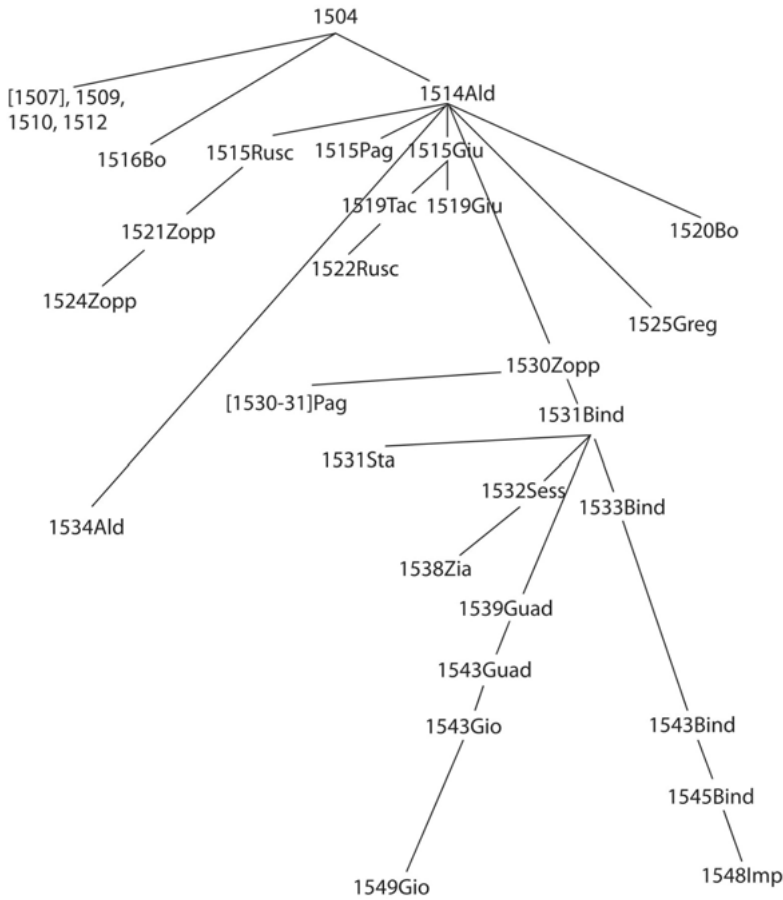 1504
[1507], 1509,
1510, 1512
1514Ald
1516Bo
1515Rusc
1515Pag
1515Giu
1519Tac
1519Giu
1521Zopp
1520Bo
1522Rusc
1524Zopp
1525Greg
1530Zopp
[1530-31]Pag
1531Bind
1531Sta
1532Sess
1533Bind
1534Ald
1538Zia
1539Guad
1543Guad
1543Gio
1543Bind
1545Bind
1548Imp
1549Gio